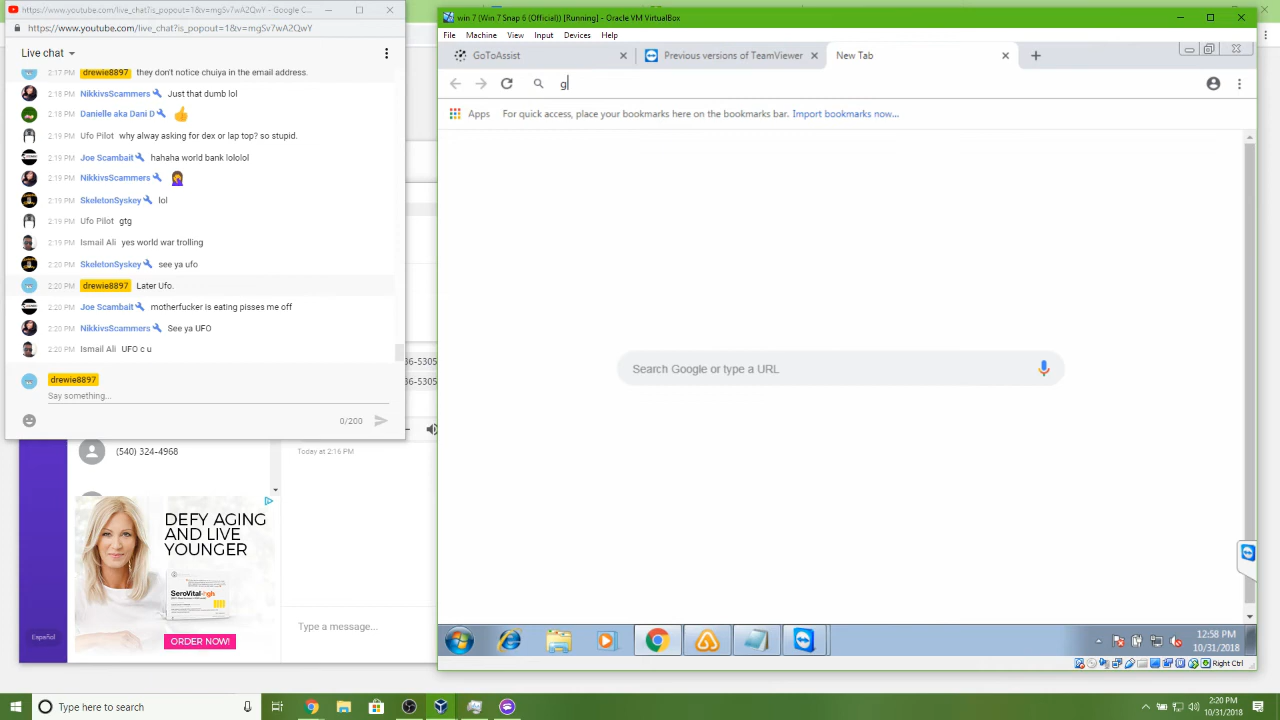 https://www.youtube.com/live_chat?is_popout=1&v=mgSv7wA2QwY - Google C...
https://www.youtube.com/live_chat?is_popout=1&v=mgSv7wA2QwY
Live chat
2:17 PM drewie8897 they don't notice chuiya in the email address.
2:18 PM NikkivsScammers Just that dumb lol
2:18 PM Danielle aka Dani D
2:19 PM Ufo Pilot why alway asking for dex or lap top? so stupid.
2:19 PM Joe Scambait hahaha world bank lololol
2:19 PM NikkivsScammers
2:19 PM SkeletonSyskey lol
2:19 PM Ufo Pilot gtg
2:19 PM Ismail Ali yes world war trolling
2:20 PM SkeletonSyskey see ya ufo
2:20 PM drewie8897 Later Ufo.
2:20 PM Joe Scambait motherfucker is eating pisses me off
2:20 PM NikkivsScammers See ya UFO
2:20 PM Ismail Ali UFO c u
drewie8897
Say something...
0/200
36-5305
36-5305
(540) 324-4968
Today at 2:16 PM
DEFY AGING
AND LIVE
YOUNGER
SeroVital-hgh
ORDER NOW!
Español
Type a message...
win 7 (Win 7 Snap 6 (Official)) [Running] - Oracle VM VirtualBox
File Machine View Input Devices Help
GoToAssist
Previous versions of TeamViewer
New Tab
g
Apps
For quick access, place your bookmarks here on the bookmarks bar. Import bookmarks now...
Search Google or type a URL
12:58 PM
10/31/2018
Right Ctrl
Type here to search
2:20 PM
10/31/2018